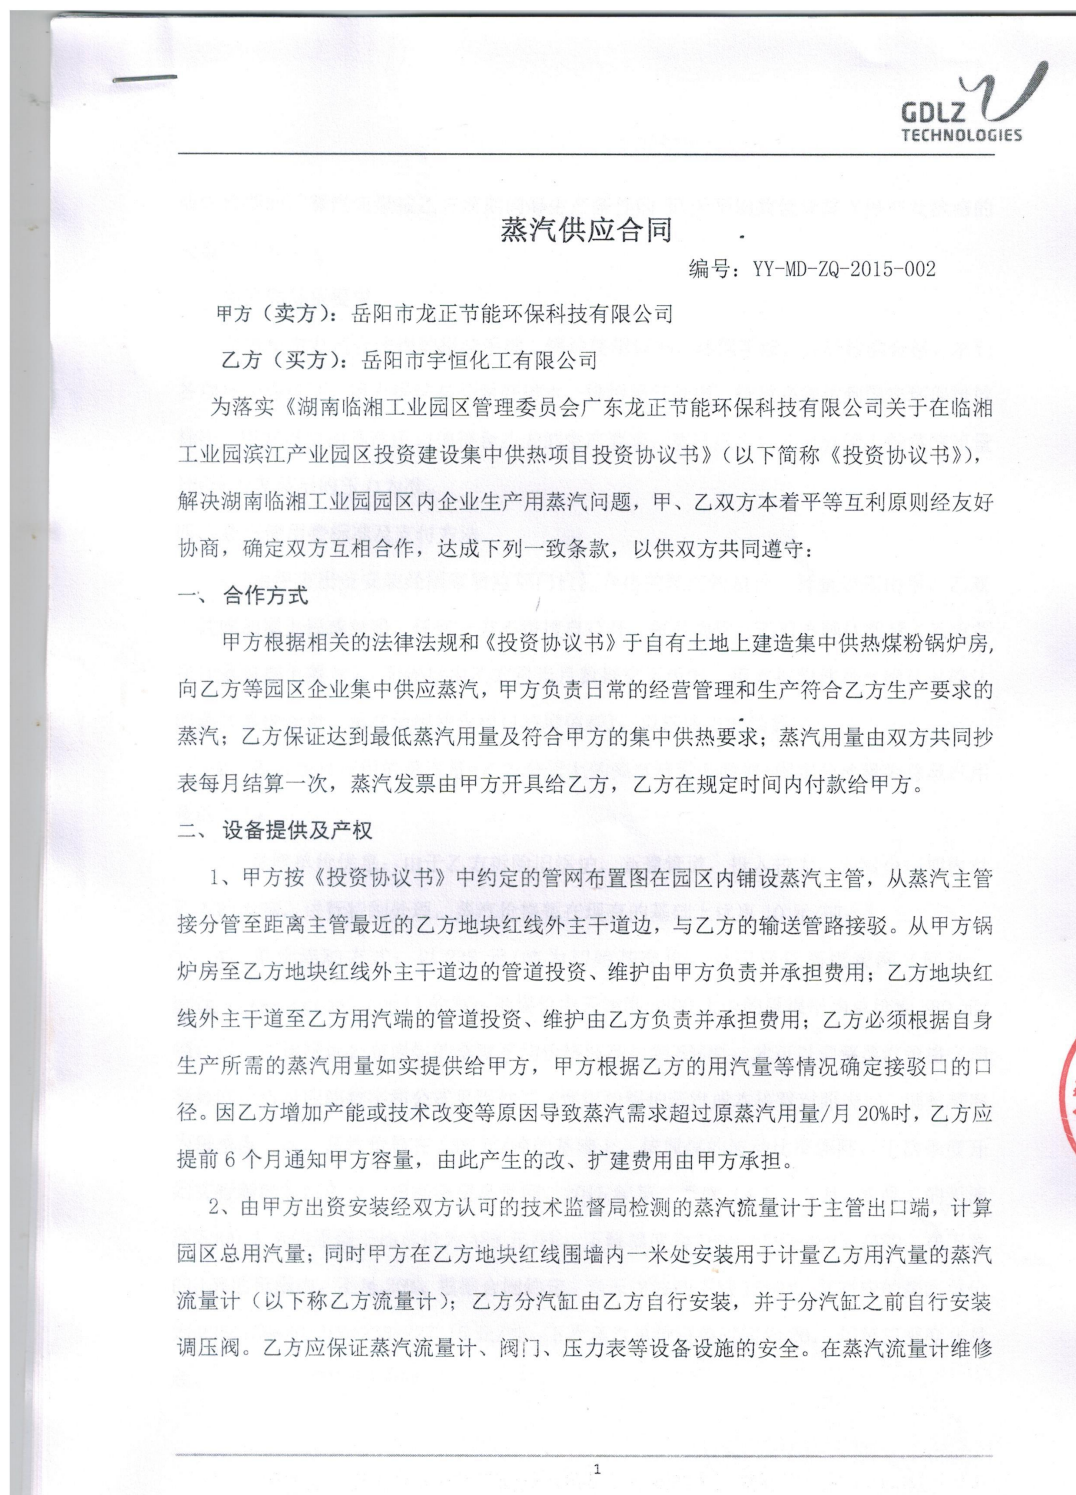 GDLZ
TECHNOLOGIES
蒸汽供应合同
编号：YY-MD-ZQ-2015-002
甲方（卖方）：岳阳市龙正节能环保科技有限公司
乙方（买方）：岳阳市宇恒化工有限公司
为落实《湖南临湘工业园区管理委员会广东龙正节能环保科技有限公司关于在临湘
工业园滨江产业园区投资建设集中供热项目投资协议书》（以下简称《投资协议书》），
解决湖南临湘工业园园区内企业生产用蒸汽问题，甲、乙双方本着平等互利原则经友好
协商，确定双方互相合作，达成下列一致条款，以供双方共同遵守：
一、合作方式
甲方根据相关的法律法规和《投资协议书》于自有土地上建造集中供热煤粉锅炉房,
向乙方等园区企业集中供应蒸汽，甲方负责日常的经营管理和生产符合乙方生产要求的
蒸汽；乙方保证达到最低蒸汽用量及符合甲方的集中供热要求；蒸汽用量由双方共同抄
表每月结算一次，蒸汽发票由甲方开具给乙方，乙方在规定时间内付款给甲方。
二、设备提供及产权
1、甲方按《投资协议书》中约定的管网布置图在园区内铺设蒸汽主管，从蒸汽主管
接分管至距离主管最近的乙方地块红线外主干道边，与乙方的输送管路接驳。从甲方锅
炉房至乙方地块红线外主干道边的管道投资、维护由甲方负责并承担费用；乙方地块红
线外主干道至乙方用汽端的管道投资、维护由乙方负责并承担费用；乙方必须根据自身
生产所需的蒸汽用量如实提供给甲方，甲方根据乙方的用汽量等情况确定接驳口的口
径。因乙方增加产能或技术改变等原因导致蒸汽需求超过原蒸汽用量/月20%时，乙方应
提前6个月通知甲方容量，由此产生的改、扩建费用由甲方承担。
2、由甲方出资安装经双方认可的技术监督局检测的蒸汽流量计于主管出口端，计算
园区总用汽量；同时甲方在乙方地块红线围墙内一米处安装用于计量乙方用汽量的蒸汽
流量计（以下称乙方流量计）；乙方分汽缸由乙方自行安装，并于分汽缸之前自行安装
调压阀。乙方应保证蒸汽流量计、阀门、压力表等设备设施的安全。在蒸汽流量计维修
1